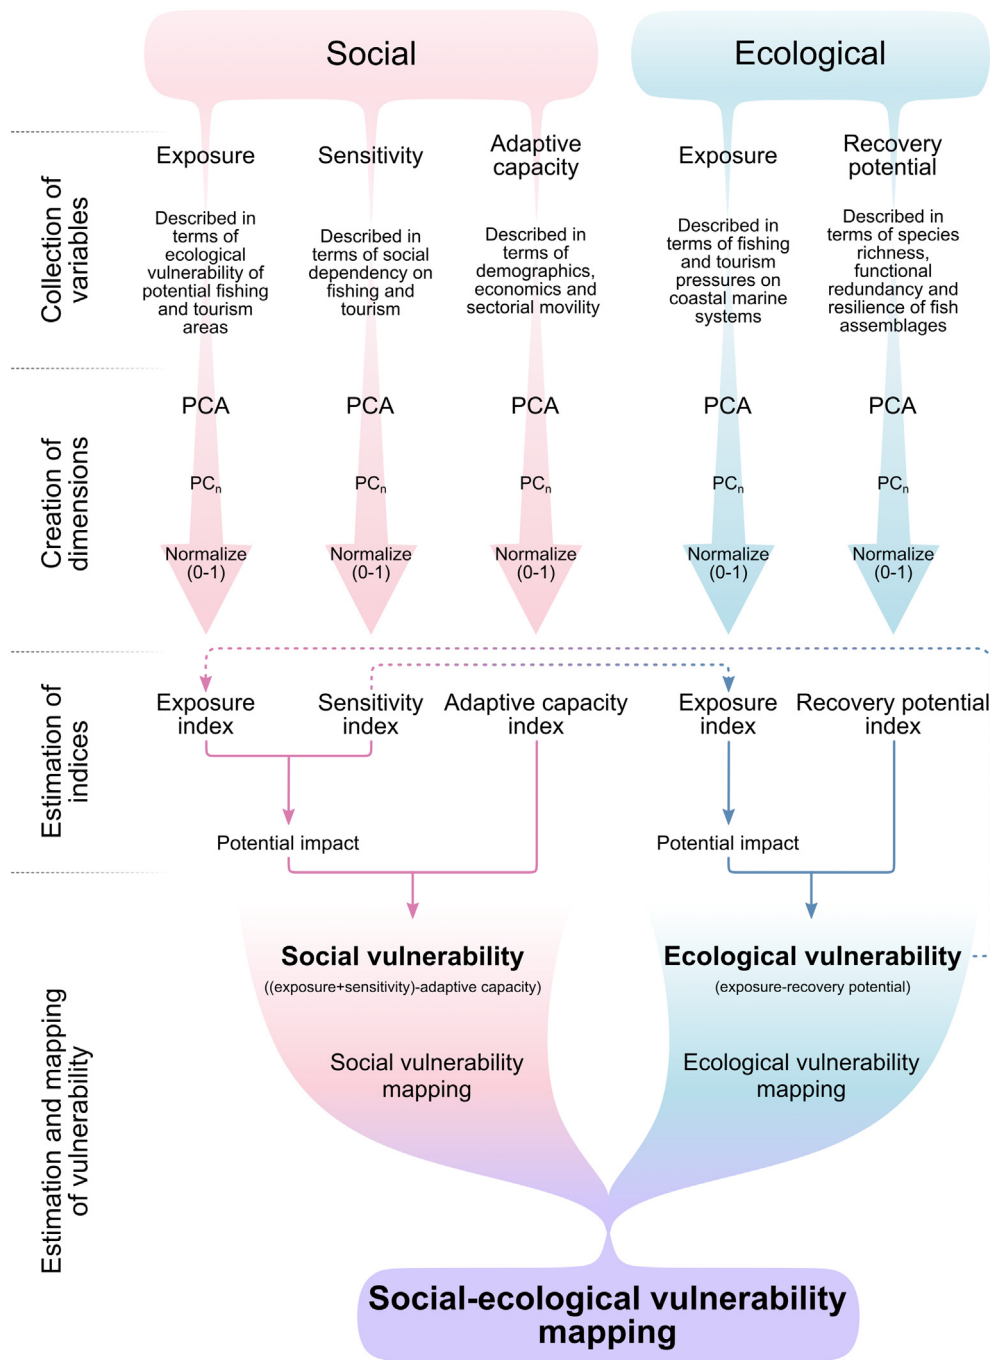 Social
Ecological
Collection of
variables
Exposure
Described in
terms of
ecological
vulnerability of
potential fishing
and tourism
areas
Sensitivity
Described in
terms of social
dependency on
fishing and
tourism
Adaptive
capacity
Described in
terms of
demographics,
economics and
sectorial movility
Exposure
Described in
terms of fishing
and tourism
pressures on
coastal marine
systems
Recovery
potential
Described in
terms of species
richness,
functional
redundancy and
resilience of fish
assemblages
Creation of
dimensions
PCA
PCn
Normalize
(0-1)
PCA
PCn
Normalize
(0-1)
PCA
PCn
Normalize
(0-1)
PCA
PCn
Normalize
(0-1)
PCA
PCn
Normalize
(0-1)
Estimation of
indices
Exposure
index
Sensitivity
index
Adaptive capacity
index
Exposure
index
Recovery potential
index
Potential impact
Potential impact
Estimation and mapping
of vulnerability
Social vulnerability
((exposure+sensitivity)-adaptive capacity)
Social vulnerability
mapping
Ecological vulnerability
(exposure-recovery potential)
Ecological vulnerability
mapping
Social-ecological vulnerability
mapping